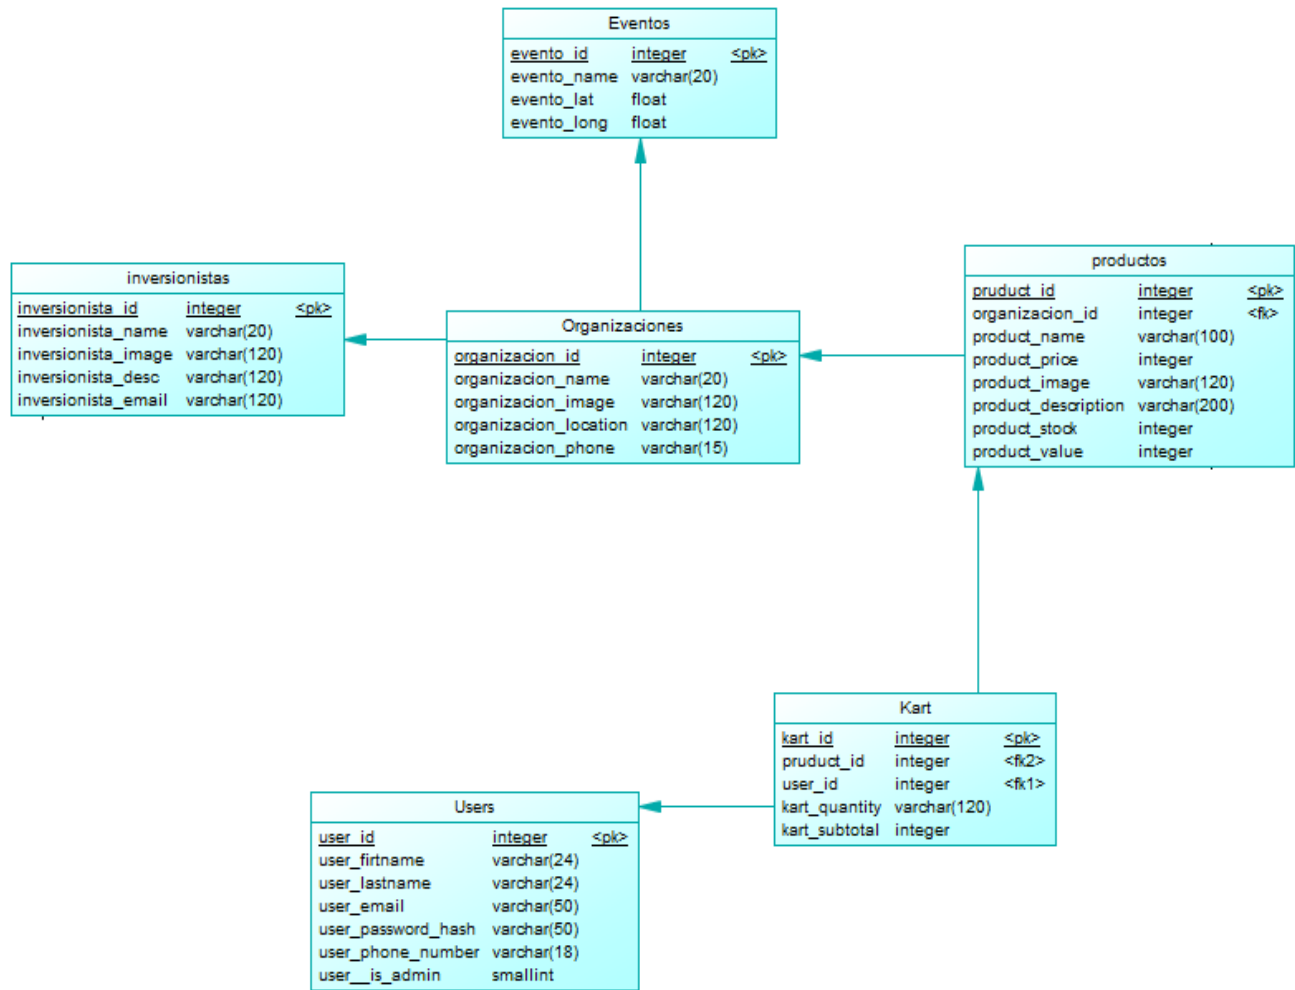 Eventos
evento_id integer <pk>
evento_name varchar(20)
evento_lat float
evento_long float
inversionistas
inversionista_id integer <pk>
inversionista_name varchar(20)
inversionista_image varchar(120)
inversionista_desc varchar(120)
inversionista_email varchar(120)
Organizaciones
organizacion_id integer <pk>
organizacion_name varchar(20)
organizacion_image varchar(120)
organizacion_location varchar(120)
organizacion_phone varchar(15)
productos
pruduct_id integer <pk>
organizacion_id integer <fk>
product_name varchar(100)
product_price integer
product_image varchar(120)
product_description varchar(200)
product_stock integer
product_value integer
Kart
kart_id integer <pk>
pruduct_id integer <fk2>
user_id integer <fk1>
kart_quantity varchar(120)
kart_subtotal integer
Users
user_id integer <pk>
user_firtname varchar(24)
user_lastname varchar(24)
user_email varchar(50)
user_password_hash varchar(50)
user_phone_number varchar(18)
user__is_admin smallint